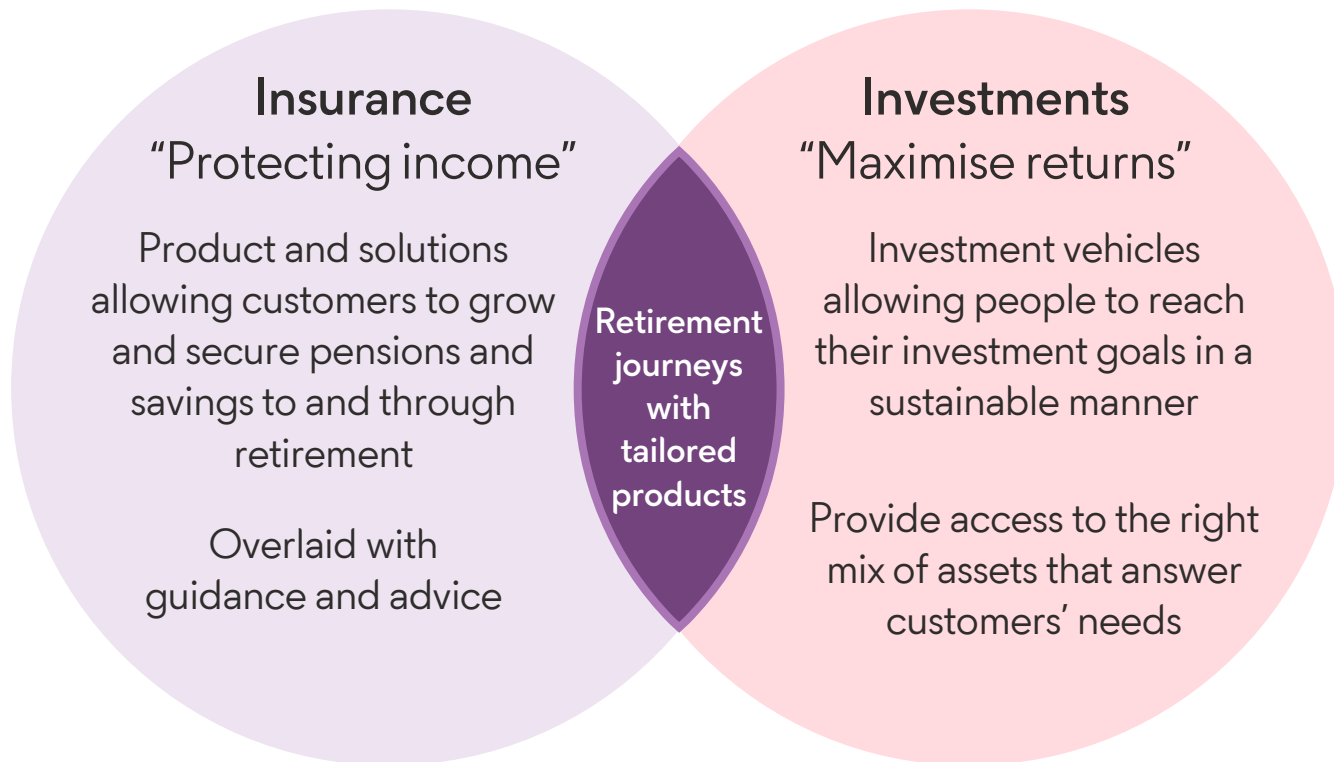 Insurance
“Protecting income”
Product and solutions
allowing customers to grow
and secure pensions and
savings to and through
retirement
Overlaid with
guidance and advice
Retirement
journeys
with
tailored
products
Investments
“Maximise returns”
Investment vehicles
allowing people to reach
their investment goals in a
sustainable manner
Provide access to the right
mix of assets that answer
customers’ needs